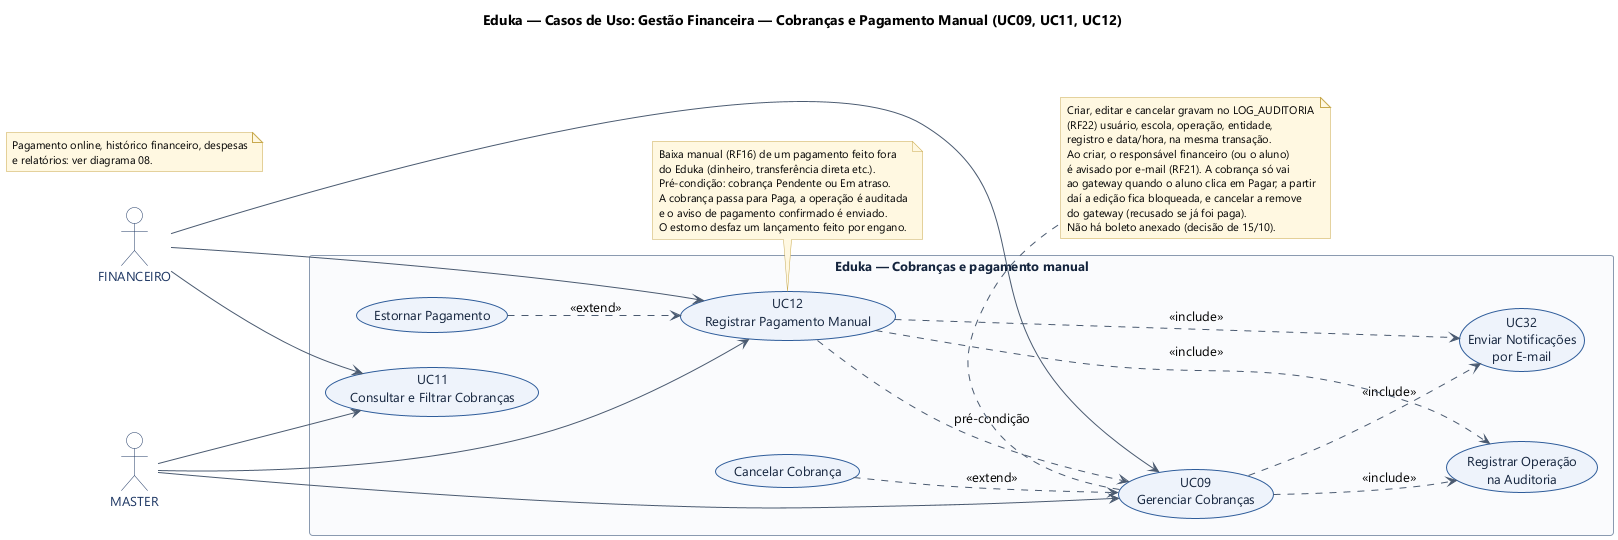 Eduka — Casos de Uso: Gestão Financeira — Cobranças e Pagamento Manual (UC09, UC11, UC12)
Pagamento online, histórico financeiro, despesas
e relatórios: ver diagrama 08.
Baixa manual (RF16) de um pagamento feito fora
do Eduka (dinheiro, transferência direta etc.).
Pré-condição: cobrança Pendente ou Em atraso.
A cobrança passa para Paga, a operação é auditada
e o aviso de pagamento confirmado é enviado.
O estorno desfaz um lançamento feito por engano.
Criar, editar e cancelar gravam no LOG_AUDITORIA
(RF22) usuário, escola, operação, entidade,
registro e data/hora, na mesma transação.
Ao criar, o responsável financeiro (ou o aluno)
é avisado por e-mail (RF21). A cobrança só vai
ao gateway quando o aluno clica em Pagar; a partir
daí a edição fica bloqueada, e cancelar a remove
do gateway (recusado se já foi paga).
Não há boleto anexado (decisão de 15/10).
FINANCEIRO
MASTER
Eduka — Cobranças e pagamento manual
Estornar Pagamento
«extend»
UC12
Registrar Pagamento Manual
UC11
Consultar e Filtrar Cobranças
«include»
«include»
UC32
Enviar Notificações
por E-mail
«include»
pré-condição
Cancelar Cobrança
«extend»
UC09
Gerenciar Cobranças
«include»
Registrar Operação
na Auditoria